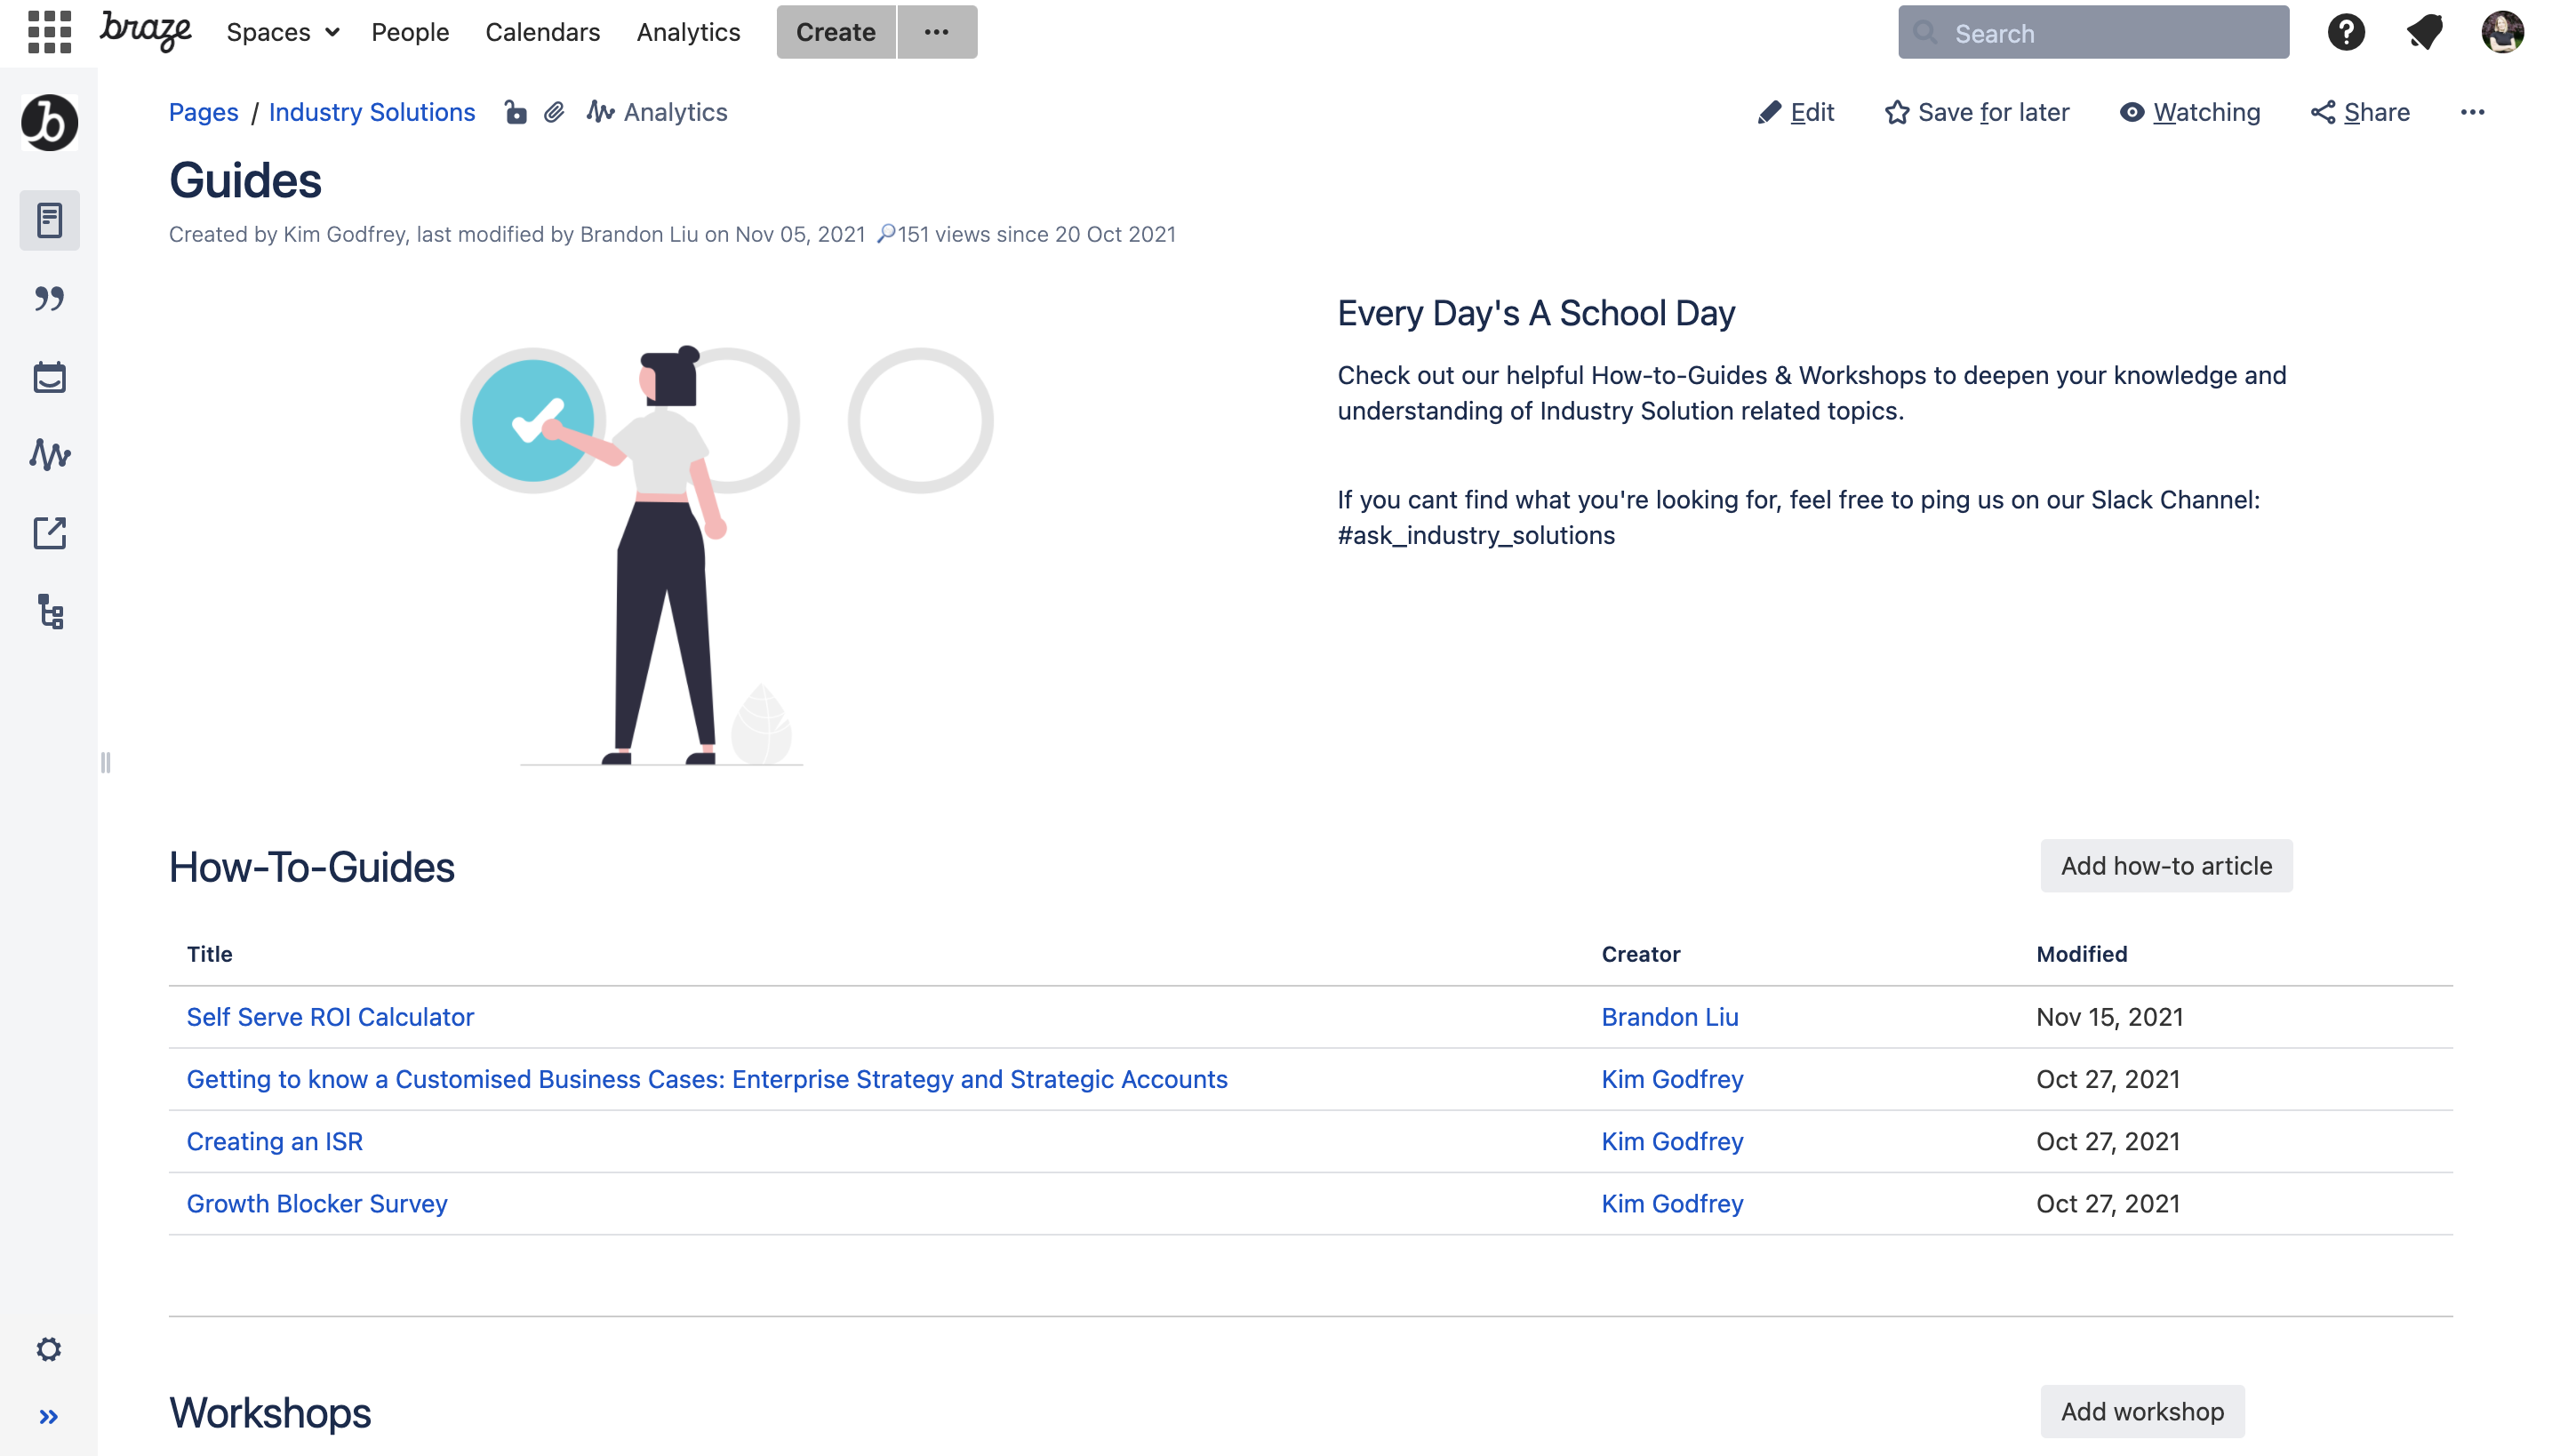 braze Spaces People Calendars Analytics Create Search
Pages / Industry Solutions Analytics Edit Save for later Watching Share
Guides
Created by Kim Godfrey, last modified by Brandon Liu on Nov 05, 2021 151 views since 20 Oct 2021
Every Day's A School Day
Check out our helpful How-to-Guides & Workshops to deepen your knowledge and
understanding of Industry Solution related topics.
If you cant find what you're looking for, feel free to ping us on our Slack Channel:
#ask_industry_solutions
How-To-Guides Add how-to article
Title Creator Modified
Self Serve ROI Calculator Brandon Liu Nov 15, 2021
Getting to know a Customised Business Cases: Enterprise Strategy and Strategic Accounts Kim Godfrey Oct 27, 2021
Creating an ISR Kim Godfrey Oct 27, 2021
Growth Blocker Survey Kim Godfrey Oct 27, 2021
Workshops Add workshop